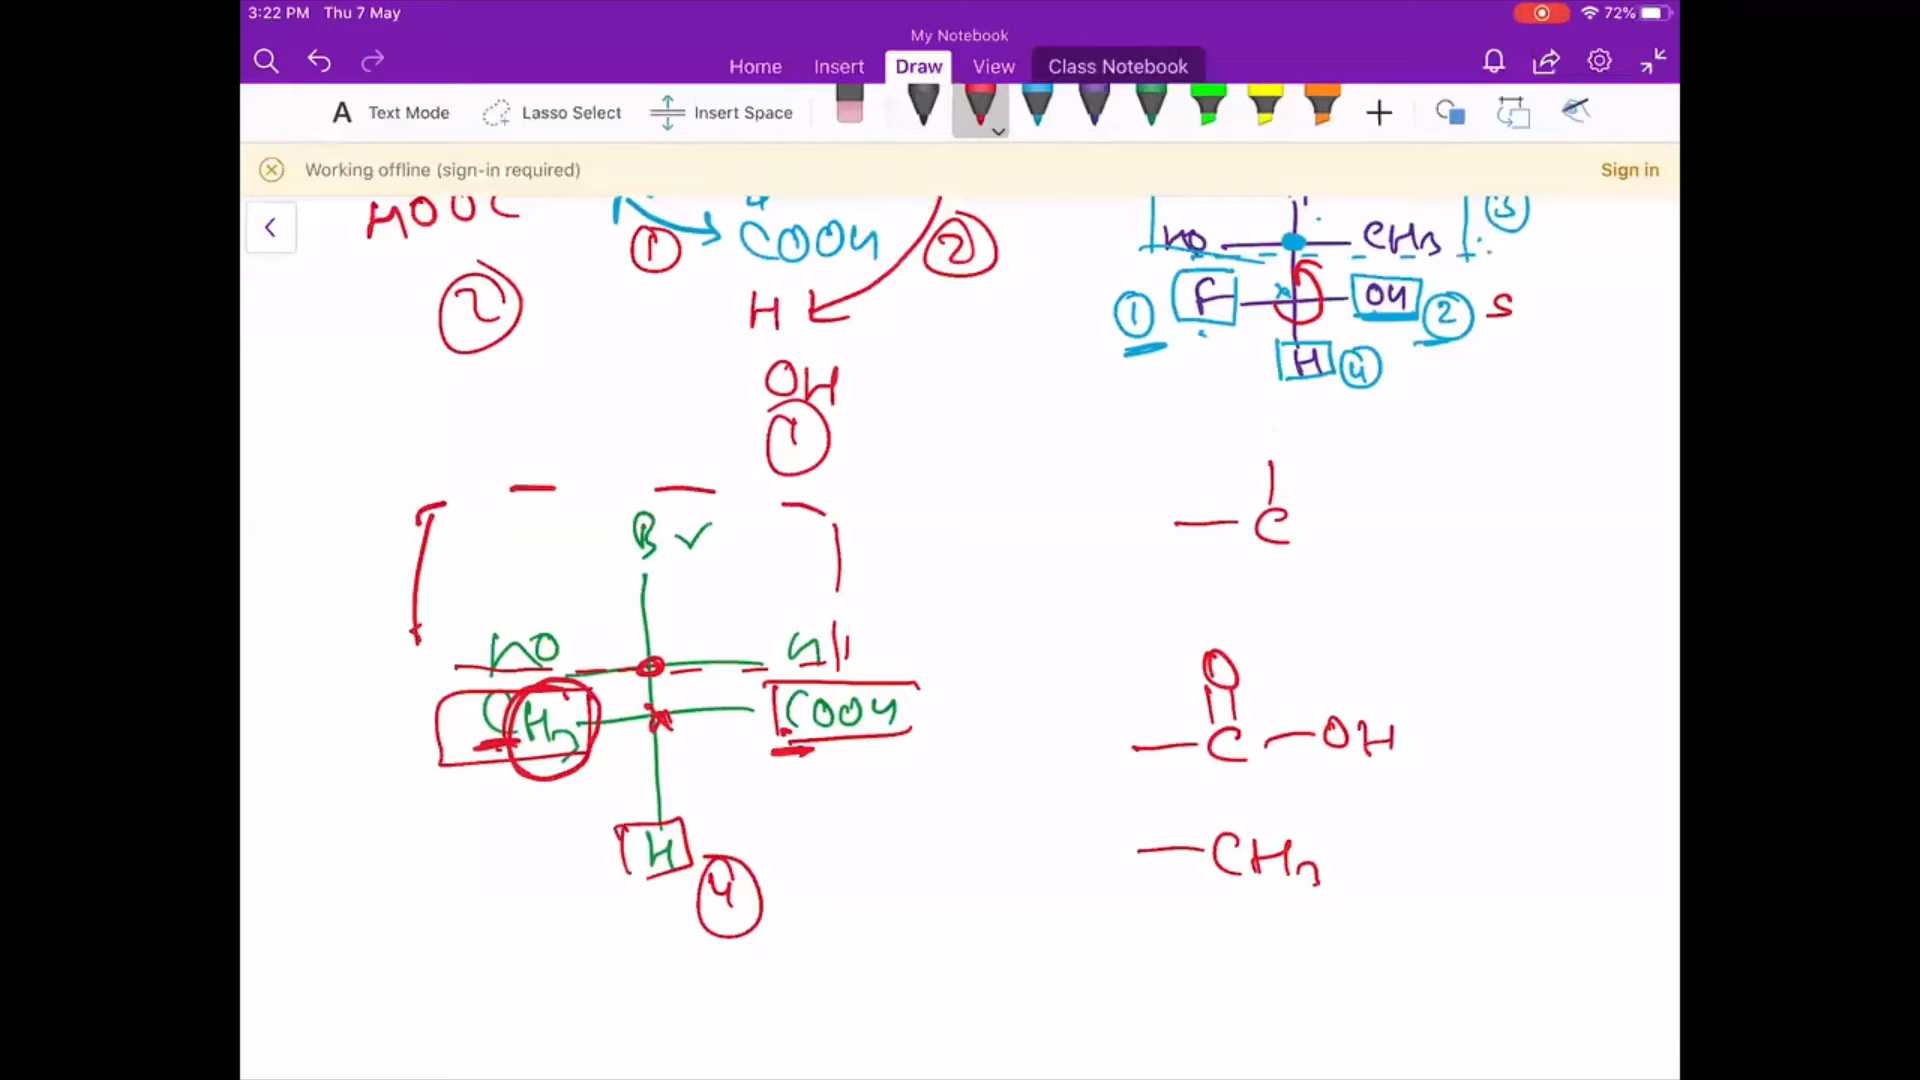 3:22 PM Thu 7 May
72%
My Notebook
Home Insert Draw View Class Notebook
A Text Mode Lasso Select Insert Space
Working offline (sign-in required)
Sign in
HOOC
1
COOH
2
2
H
OH
1
HO CH3
3
1 F OH 2 S
H 4
C
B ✓
HO
CH3 COOH
H
4
O
C OH
CH3